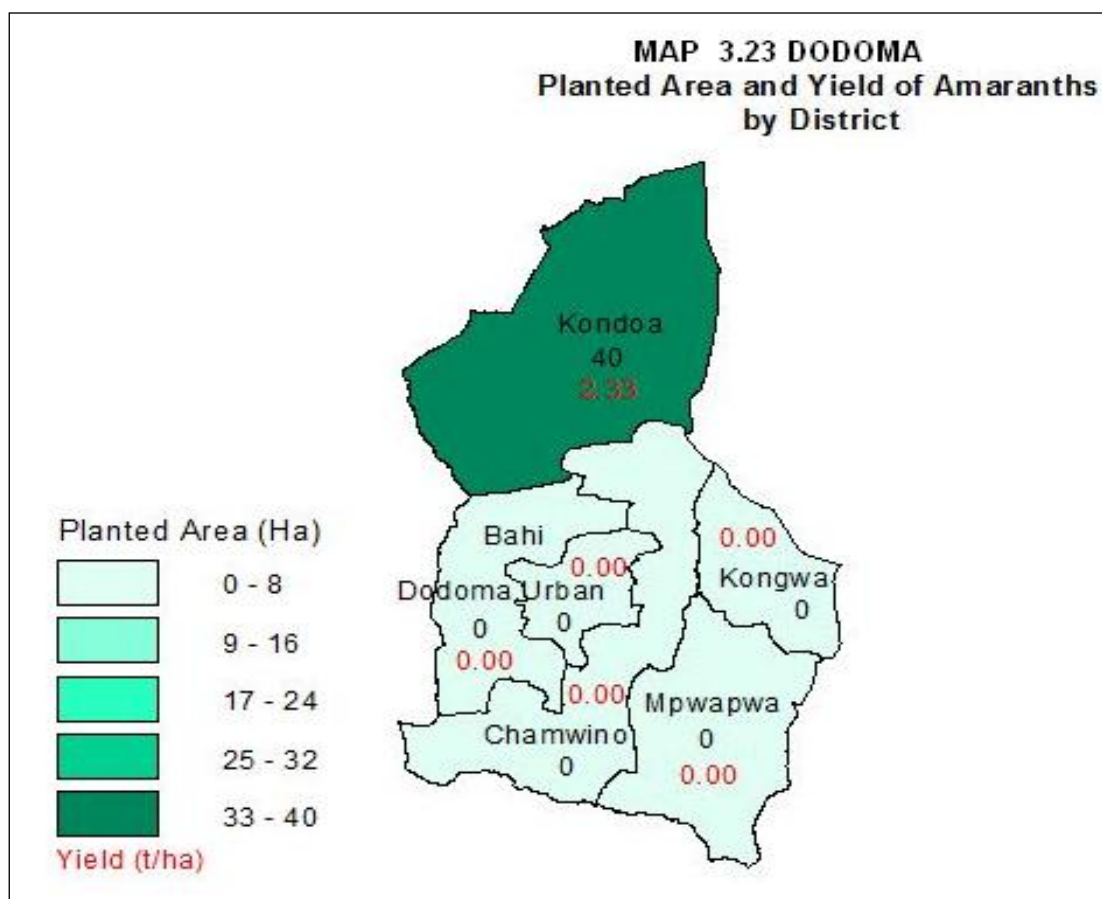 MAP 3.23 DODOMA
Planted Area and Yield of Amaranths
by District
Kondoa
40
2.33
Bahi
0
0.00
Dodoma Urban
0.00
0
0.00
Kongwa
0
0.00
Chamwino
0
Mpwapwa
0
0.00
Planted Area (Ha)
0 - 8
9 - 16
17 - 24
25 - 32
33 - 40
Yield (t/ha)